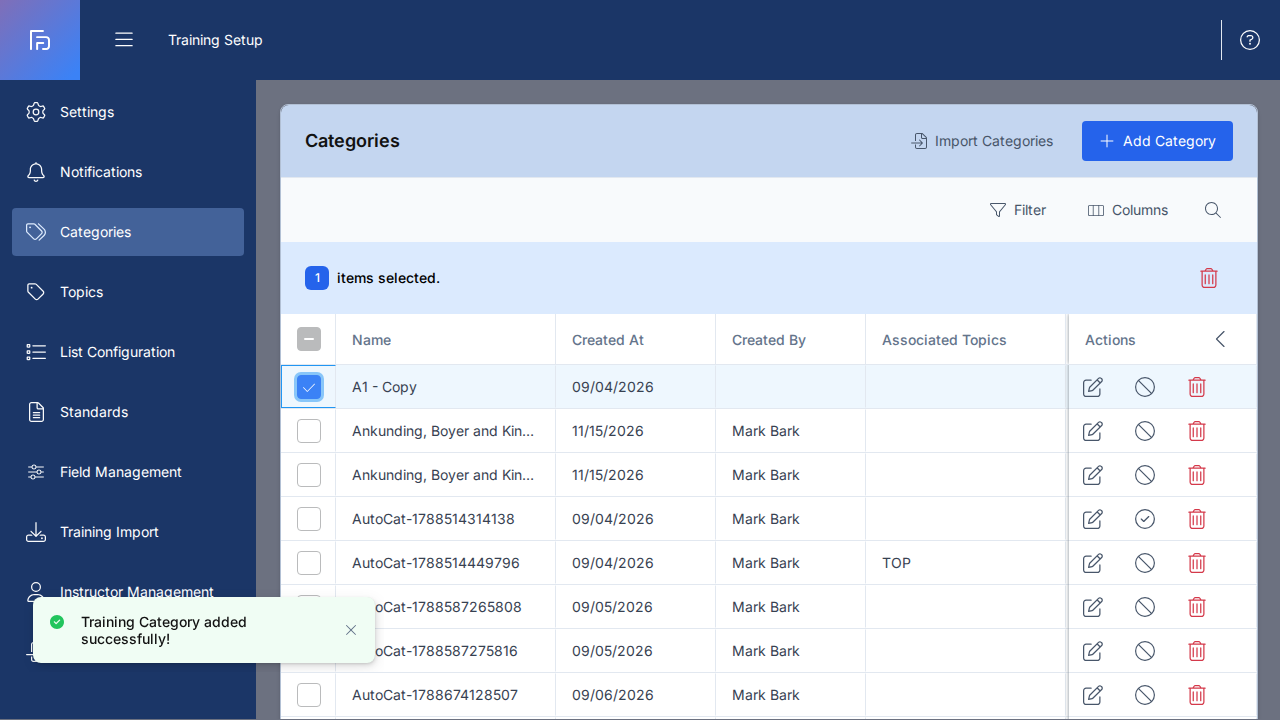 Training Setup
Settings
Notifications
Categories
Topics
List Configuration
Standards
Field Management
Training Import
Instructor Management
Categories
Import Categories
Add Category
Filter
Columns
1 items selected.
Name Created At Created By Associated Topics Actions
A1 - Copy 09/04/2026
Ankunding, Boyer and Kin... 11/15/2026 Mark Bark
Ankunding, Boyer and Kin... 11/15/2026 Mark Bark
AutoCat-1788514314138 09/04/2026 Mark Bark
AutoCat-1788514449796 09/04/2026 Mark Bark TOP
oCat-1788587265808 09/05/2026 Mark Bark
oCat-1788587275816 09/05/2026 Mark Bark
AutoCat-1788674128507 09/06/2026 Mark Bark
Training Category added
successfully!